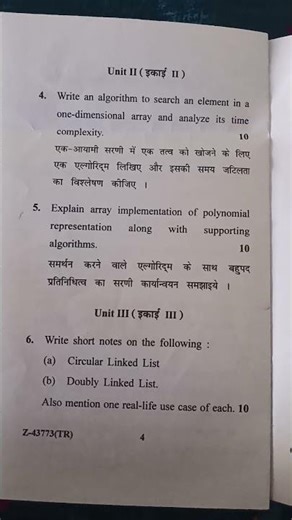 Unit II ( इकाई II )
4. Write an algorithm to search an element in a
one-dimensional array and analyze its time
complexity. 10
एक-आयामी सरणी में एक तत्व को खोजने के लिए
एक एल्गोरिद्म लिखिए और इसकी समय जटिलता
का विश्लेषण कीजिए ।
5. Explain array implementation of polynomial
representation along with supporting
algorithms. 10
समर्थन करने वाले एल्गोरिद्म के साथ बहुपद
प्रतिनिधित्व का सरणी कार्यान्वयन समझाइये ।
Unit III ( इकाई III )
6. Write short notes on the following :
(a) Circular Linked List
(b) Doubly Linked List.
Also mention one real-life use case of each. 10
Z-43773(TR) 4